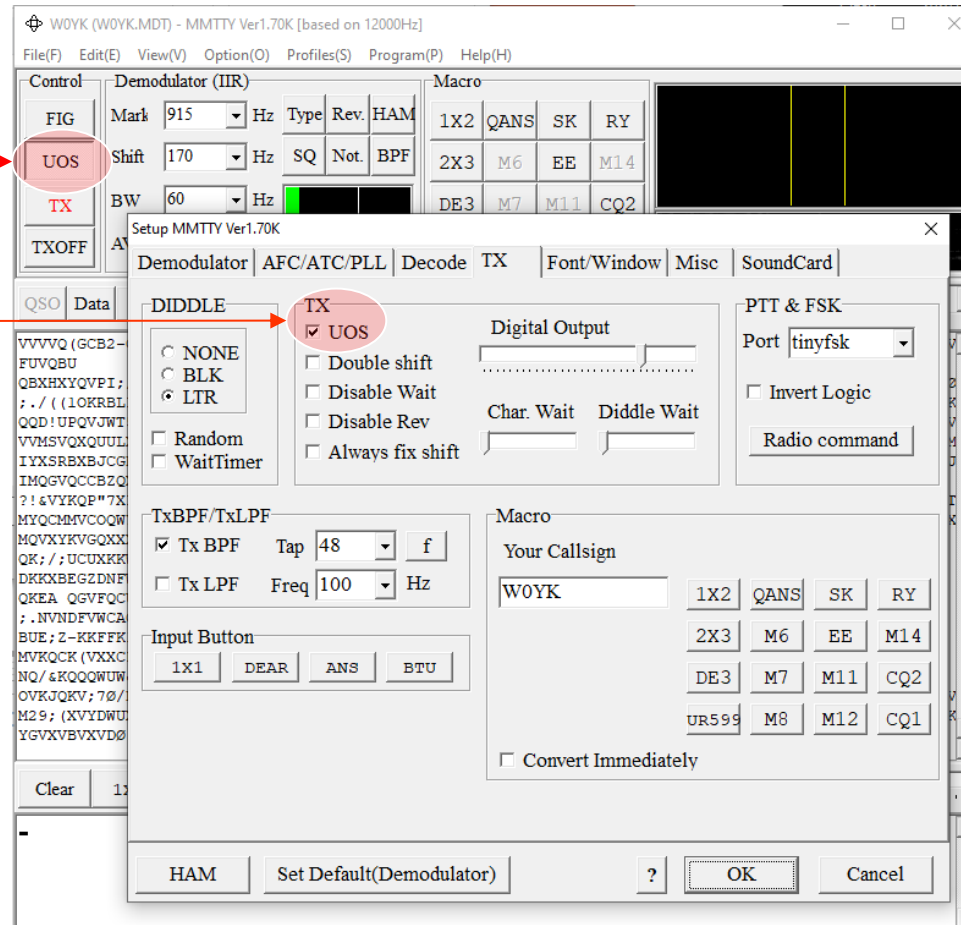 W0YK (W0YK.MDT) - MMTTY Ver1.70K [based on 12000Hz]
File(F) Edit(E) View(V) Option(O) Profiles(S) Program(P) Help(H)
Control Demodulator (IIR) Macro
FIG Mark 915 Hz Type Rev. HAM 1X2 QANS SK RY
UOS Shift 170 Hz SQ Not. BPF 2X3 M6 EE M14
TX BW 60 Hz DE3 M7 M11 CQ2
TXOFF
Setup MMTTY Ver1.70K
Demodulator AFC/ATC/PLL Decode TX Font/Window Misc SoundCard
QSO Data
DIDDLE
NONE
BLK
LTR
Random
WaitTimer
TX
UOS
Double shift
Disable Wait
Disable Rev
Always fix shift
Digital Output
Char. Wait Diddle Wait
PTT & FSK
Port tinyfsk
Invert Logic
Radio command
TxBPF/TxLPF
Tx BPF Tap 48 f
Tx LPF Freq 100 Hz
Input Button
1X1 DEAR ANS BTU
Macro
Your Callsign
W0YK
1X2 QANS SK RY
2X3 M6 EE M14
DE3 M7 M11 CQ2
UR599 M8 M12 CQ1
Convert Immediately
VVVVQ(GCB2-
FUVQBU
QBXHXYQVPI;
;./((1OKRBL
QQD!UPQVJWT
VVMSVQXQUUL
IYXSRBXBJCG
IMQGVQCCBZQ
?!&VYKQP"7X
MYQCMMVCOQW
MQVXYKVGQXX
QK;/;UCUXKK
DKKXBEGZDNF
QKEA QGVFQC
;.NVNDFVWCA
BUE;Z-KKFFK
MVKQCK(VXXC
NQ/&KQQQWUW
OVKJQKV;7Ø/
M29;(XVYDWU
YGVXVBVXVDØ
Clear
HAM Set Default(Demodulator) ? OK Cancel